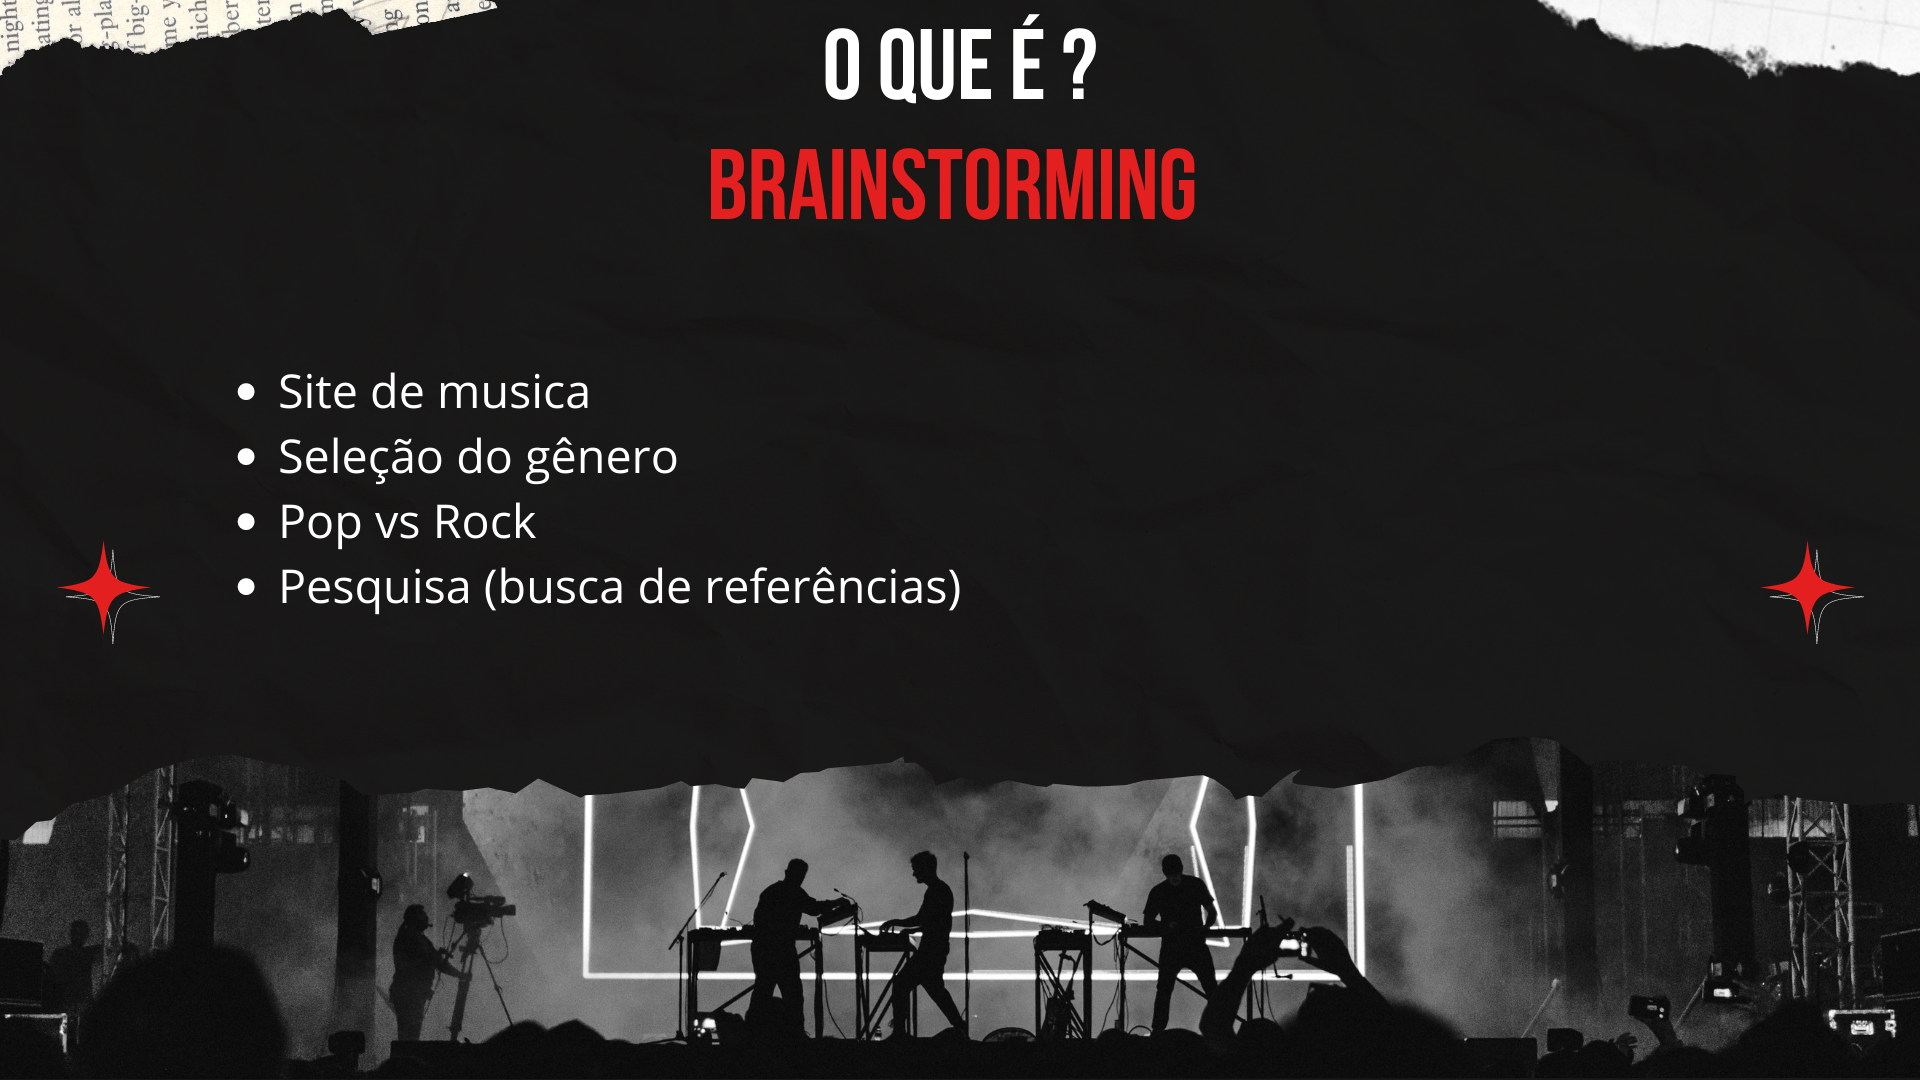 O QUE É ?
BRAINSTORMING
Site de musica
Seleção do gênero
Pop vs Rock
Pesquisa (busca de referências)